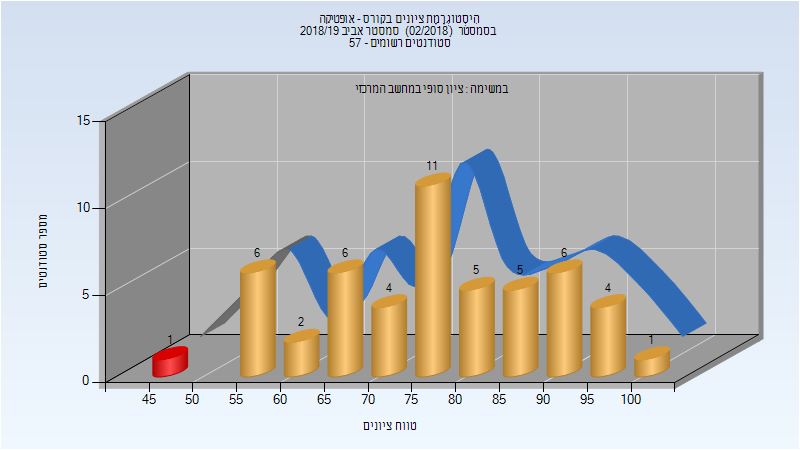 היסטוגרמת ציונים בקורס - אופטיקה
בסמסטר (02/2018) סמסטר אביב 2018/19
סטודנטים רשומים - 57
במשימה : ציון סופי במחשב המרכזי
מספר סטודנטים
15
10
5
0
1
6
2
6
4
11
5
5
6
4
1
45 50 55 60 65 70 75 80 85 90 95 100
טווח ציונים